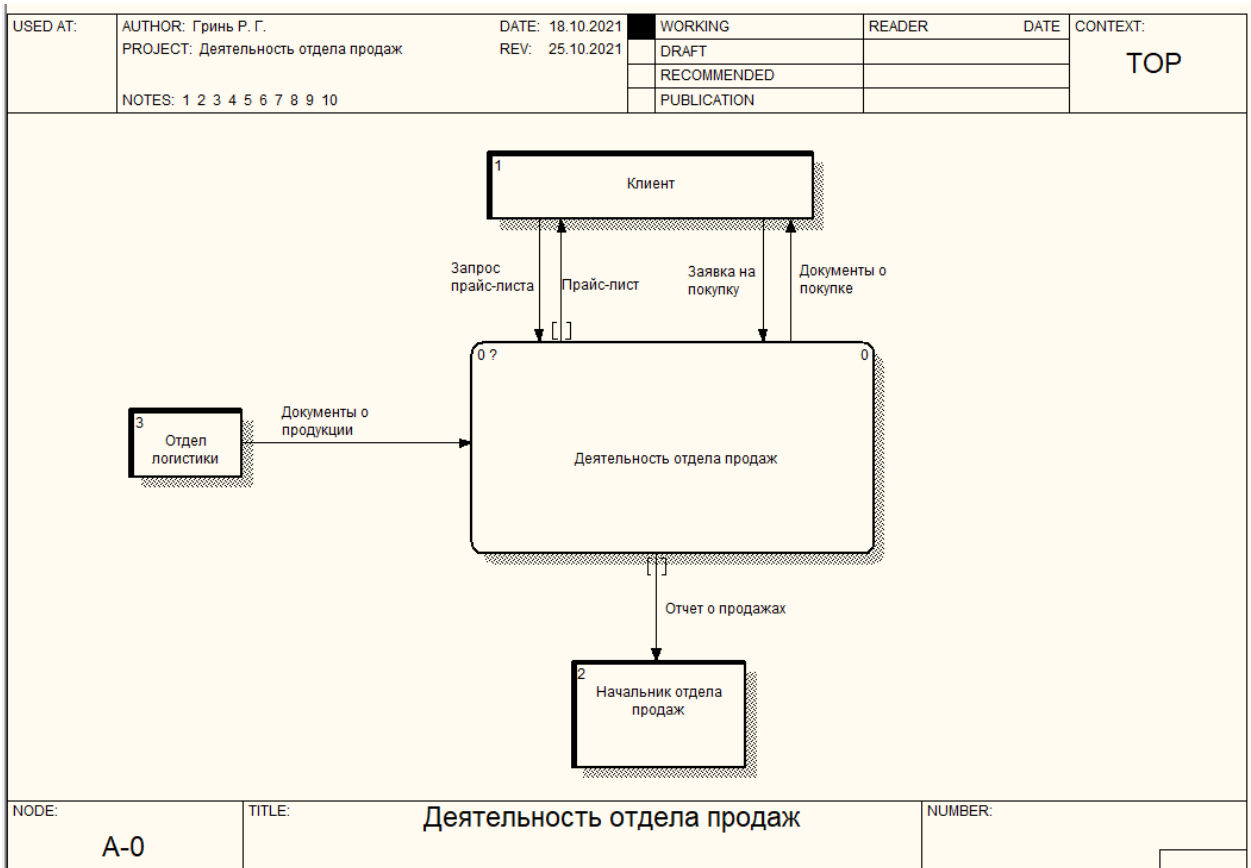 USED AT:
AUTHOR: Гринь Р. Г.
DATE: 18.10.2021
WORKING
READER
DATE
CONTEXT:
PROJECT: Деятельность отдела продаж
REV: 25.10.2021
DRAFT
TOP
RECOMMENDED
NOTES: 1 2 3 4 5 6 7 8 9 10
PUBLICATION
1
Клиент
Запрос
прайс-листа
Прайс-лист
Заявка на
покупку
Документы о
покупке
0 ?
0
Деятельность отдела продаж
3
Отдел
логистики
Документы о
продукции
Отчет о продажах
2
Начальник отдела
продаж
NODE:
A-0
TITLE:
Деятельность отдела продаж
NUMBER: